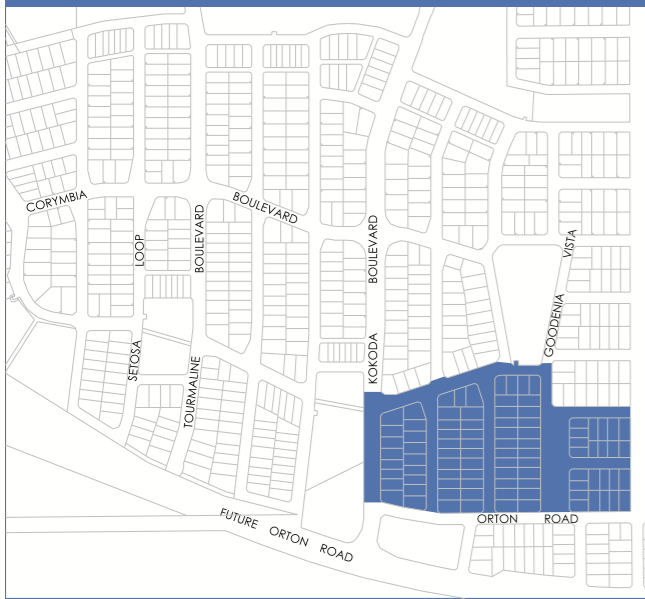 CORYMBIA
BOULEVARD
LOOP
BOULEVARD
BOULEVARD
VISTA
GOODENIA
KOKODA
SETOSA
TOURMALINE
FUTURE ORTON ROAD
ORTON ROAD